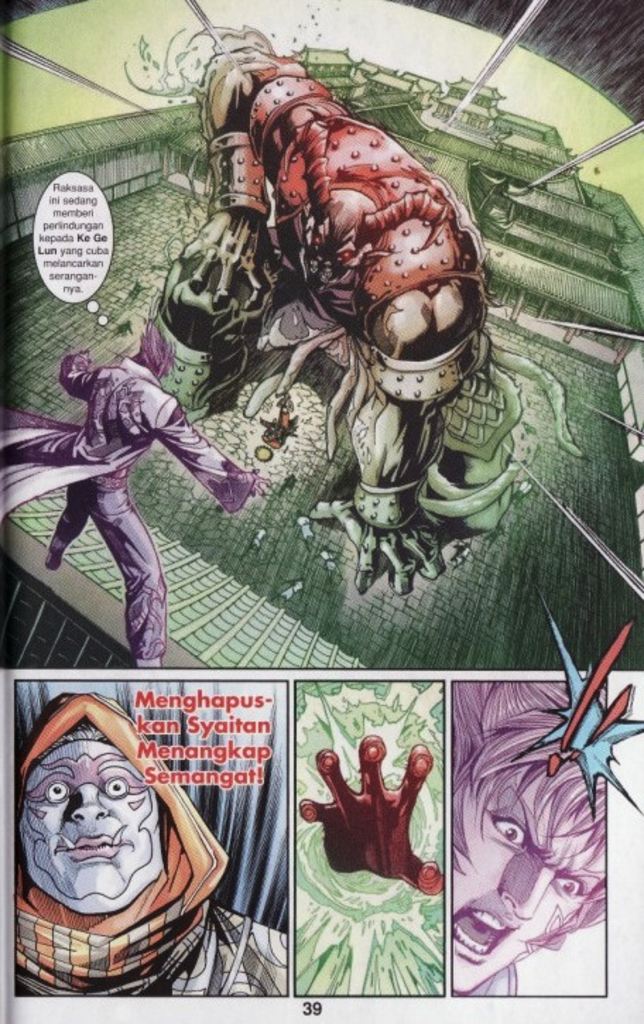 Raksasa
ini sedang
memberi
perlindungan
kepada Ke Ge
Lun yang cuba
melancarkan
serangan-
nya.
Menghapus-
kan Syaitan
Menangkap
Semangat!
39